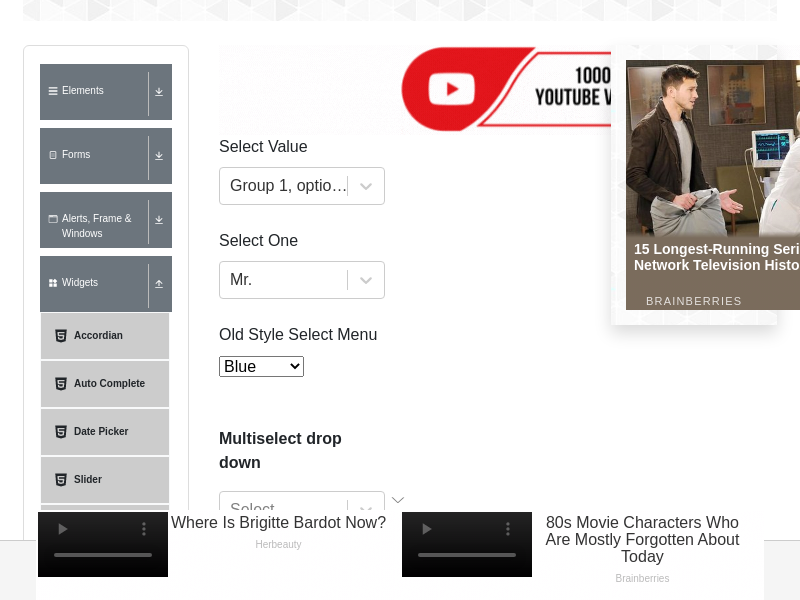 Elements
Forms
Alerts, Frame &
Windows
Widgets
Accordian
Auto Complete
Date Picker
Slider
1000
YOUTUBE V
Select Value
Group 1, optio…
Select One
Mr.
Old Style Select Menu
Blue
Multiselect drop
down
Select
15 Longest-Running Seri
Network Television Histo
BRAINBERRIES
Where Is Brigitte Bardot Now?
Herbeauty
80s Movie Characters Who
Are Mostly Forgotten About
Today
Brainberries